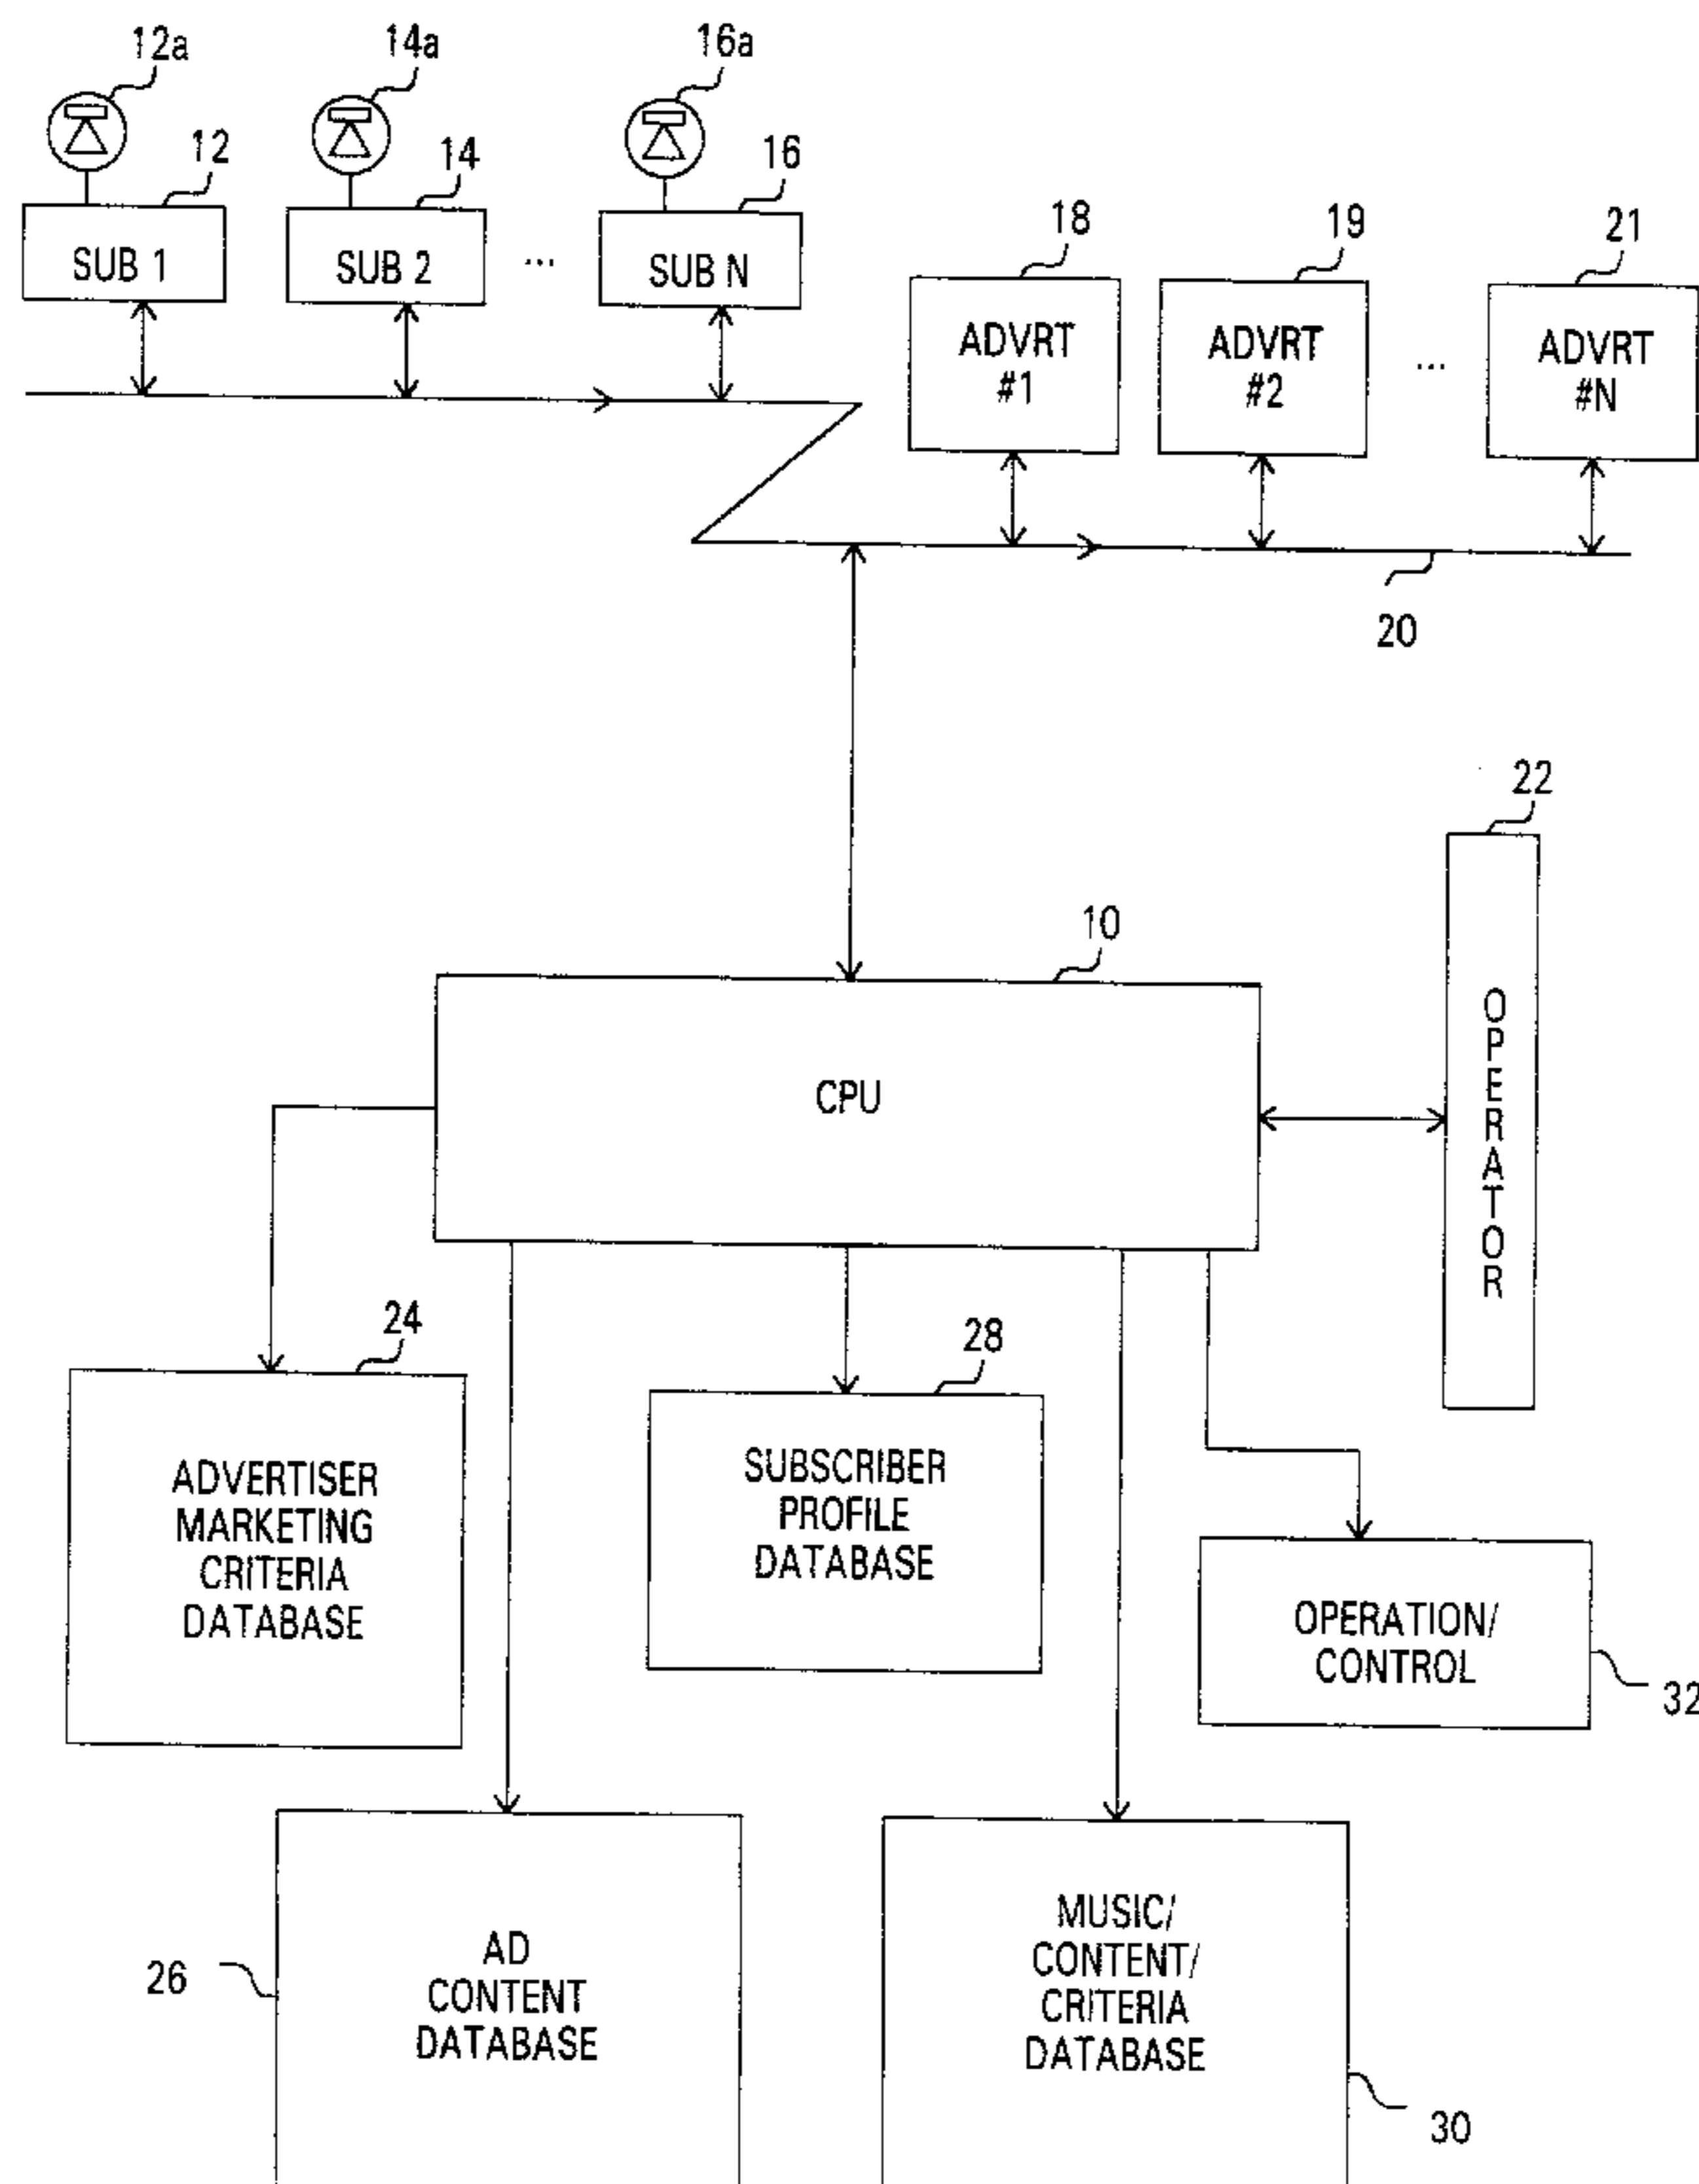 12a
14a
16a
12
14
16
SUB 1
SUB 2
...
SUB N
18
19
21
ADVRT
#1
ADVRT
#2
...
ADVRT
#N
20
22
10
CPU
OPERATOR
24
28
ADVERTISER
MARKETING
CRITERIA
DATABASE
SUBSCRIBER
PROFILE
DATABASE
OPERATION/
CONTROL
32
26
AD
CONTENT
DATABASE
MUSIC/
CONTENT/
CRITERIA
DATABASE
30